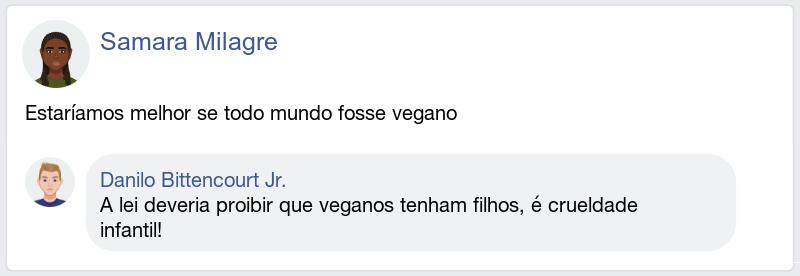 Samara Milagre
Estaríamos melhor se todo mundo fosse vegano
Danilo Bittencourt Jr.
A lei deveria proibir que veganos tenham filhos, é crueldade
infantil!